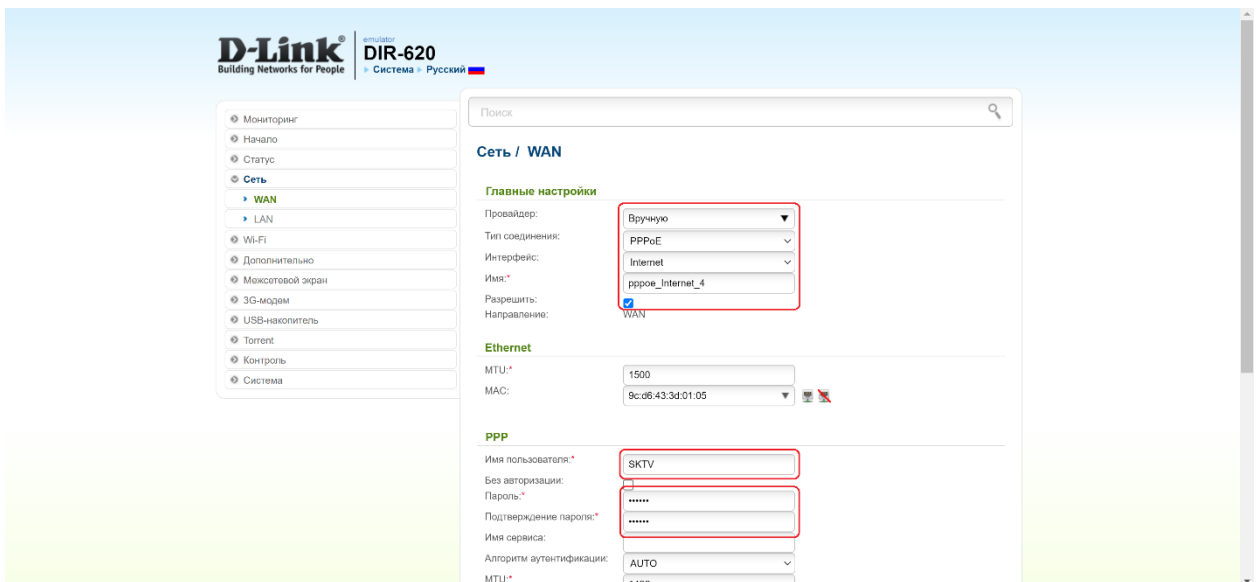 D-Link®
Building Networks for People
emulator
DIR-620
Система Русский
Мониторинг
Начало
Статус
Сеть
WAN
LAN
Wi-Fi
Дополнительно
Межсетевой экран
3G-модем
USB-накопитель
Torrent
Контроль
Система
Поиск
Сеть / WAN
Главные настройки
Провайдер: Вручную
Тип соединения: PPPoE
Интерфейс: Internet
Имя:* pppoe_Internet_4
Разрешить:
Направление: WAN
Ethernet
MTU:* 1500
MAC: 9c:d6:43:3d:01:05
PPP
Имя пользователя:* SKTV
Без авторизации:
Пароль:* ••••••
Подтверждение пароля:* ••••••
Имя сервиса:
Алгоритм аутентификации: AUTO
MTU:*